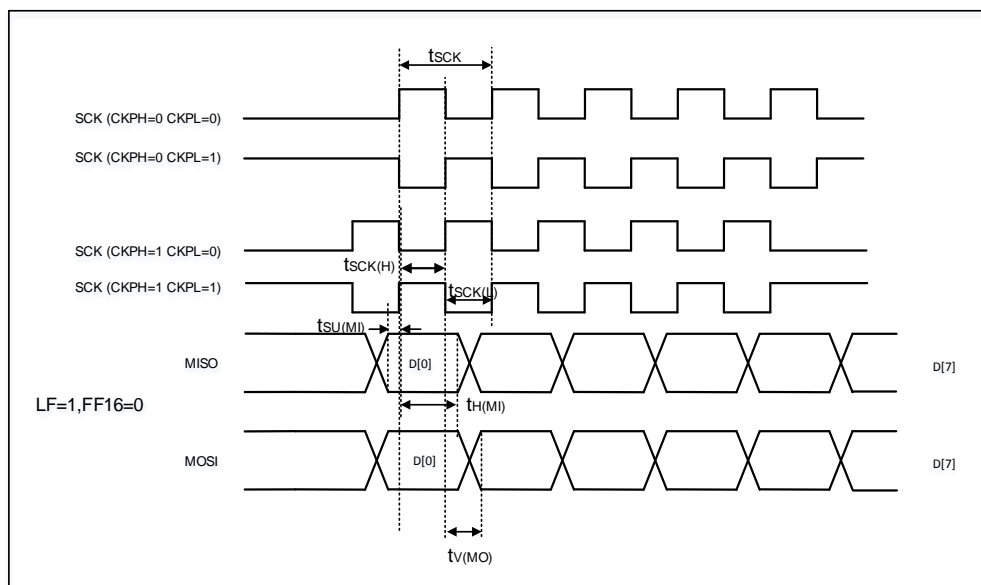 tSCK
SCK (CKPH=0 CKPL=0)
SCK (CKPH=0 CKPL=1)
SCK (CKPH=1 CKPL=0)
tSCK(H)
SCK (CKPH=1 CKPL=1)
tSCK(L)
tSU(MI)
MISO
D[0]
D[7]
LF=1,FF16=0
tH(MI)
MOSI
D[0]
D[7]
tV(MO)